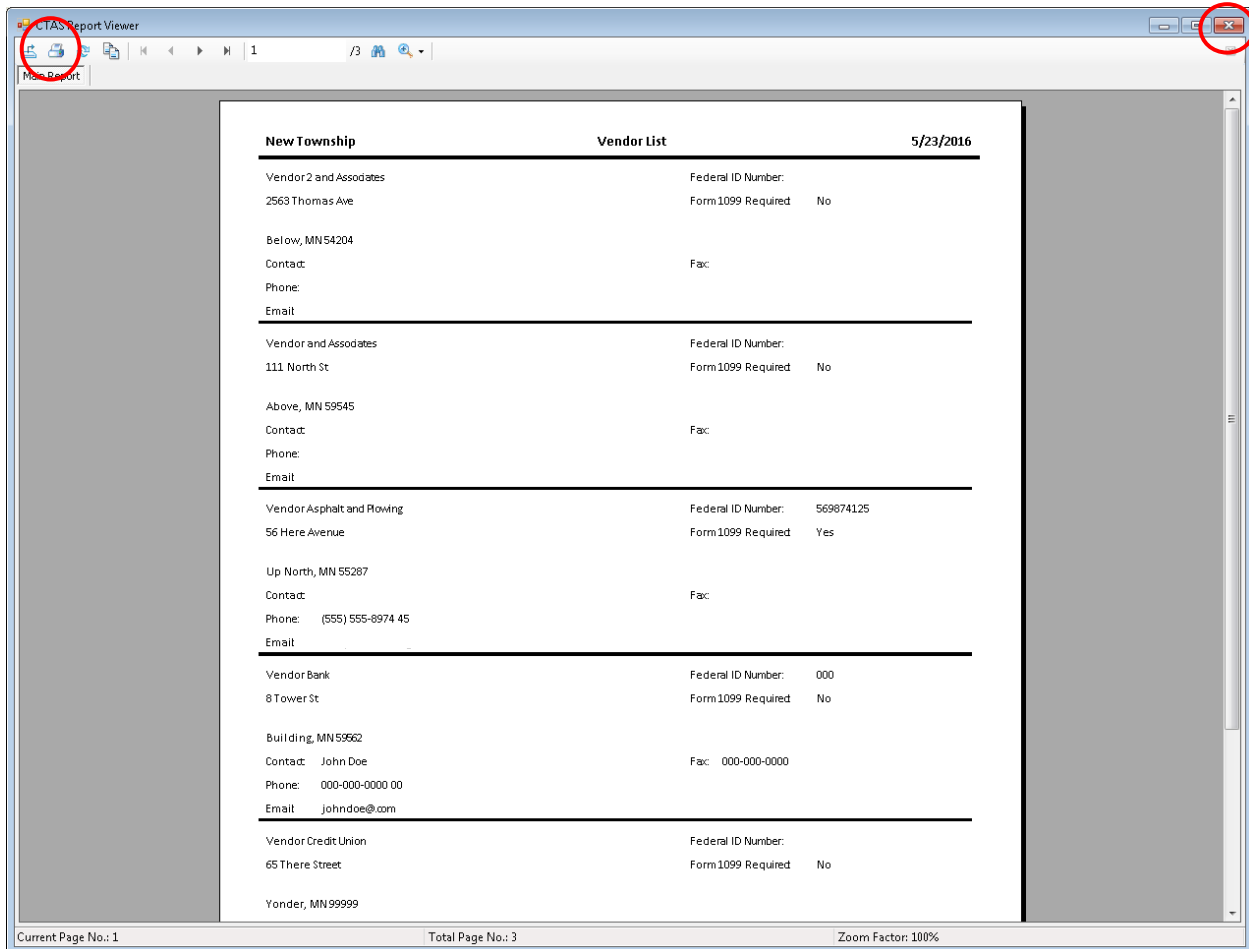 CTAS Report Viewer
1 /3
Main Report
New Township Vendor List 5/23/2016
Vendor 2 and Associates Federal ID Number:
2563 Thomas Ave Form 1099 Required: No
Below, MN 54204
Contact: Fax:
Phone:
Email:
Vendor and Associates Federal ID Number:
111 North St Form 1099 Required: No
Above, MN 59545
Contact: Fax:
Phone:
Email:
Vendor Asphalt and Plowing Federal ID Number: 569874125
56 Here Avenue Form 1099 Required: Yes
Up North, MN 55287
Contact: Fax:
Phone: (555) 555-8974 45
Email:
Vendor Bank Federal ID Number: 000
8 Tower St Form 1099 Required: No
Building, MN 59562
Contact: John Doe Fax: 000-000-0000
Phone: 000-000-0000 00
Email: johndoe@.com
Vendor Credit Union Federal ID Number:
65 There Street Form 1099 Required: No
Yonder, MN 99999
Current Page No.: 1 Total Page No.: 3 Zoom Factor: 100%